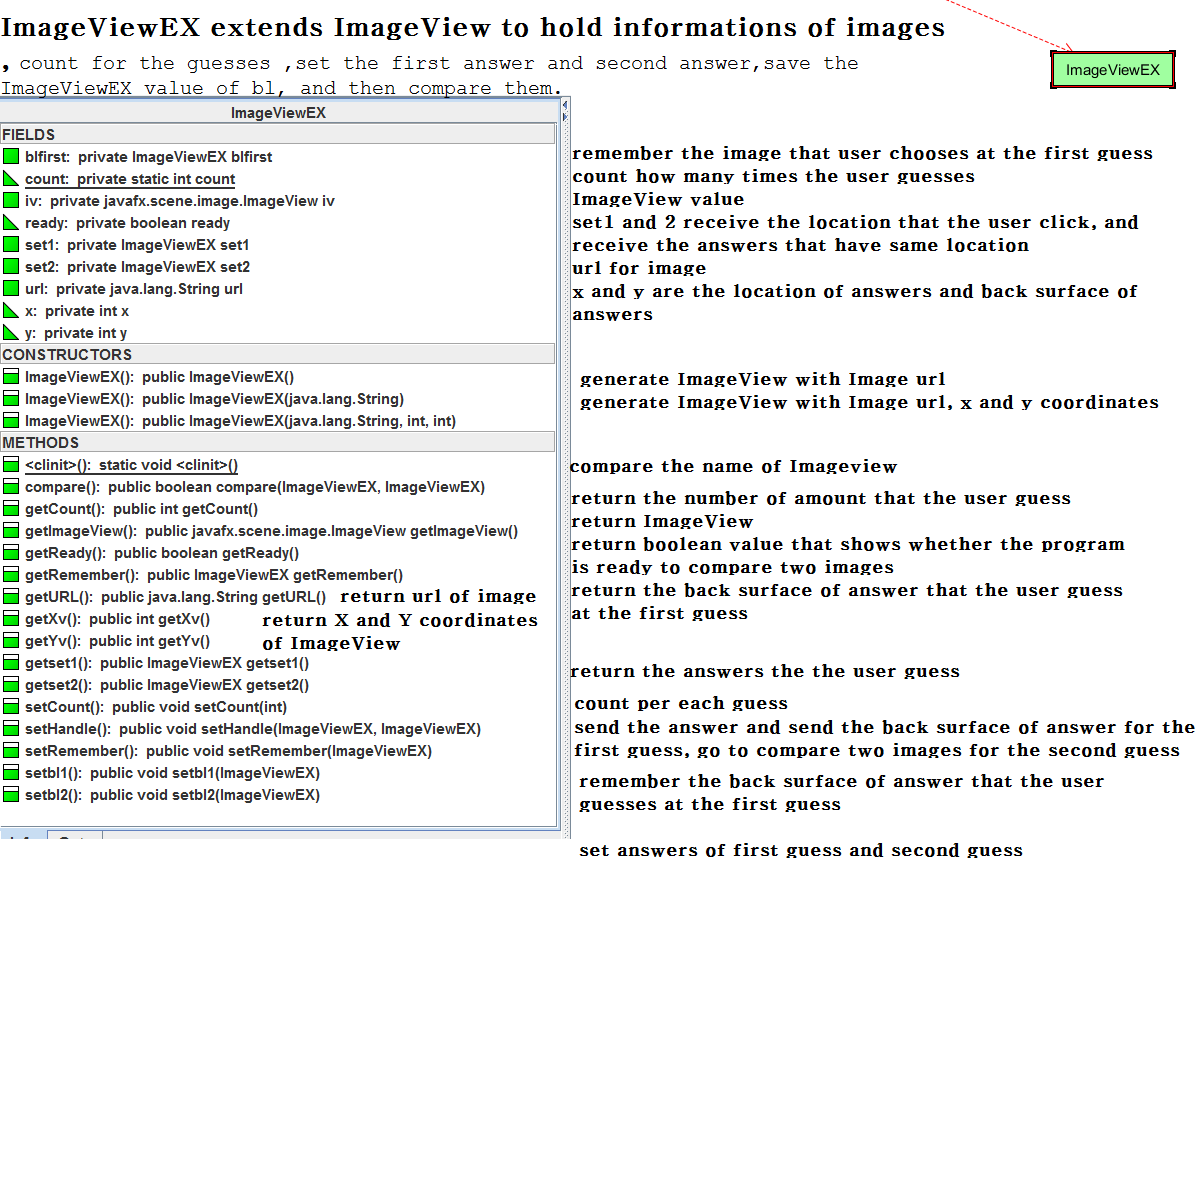 ImageViewEX extends ImageView to hold informations of images
, count for the guesses ,set the first answer and second answer,save the
ImageViewEX value of bl, and then compare them.
ImageViewEX
ImageViewEX
FIELDS
blfirst: private ImageViewEX blfirst
count: private static int count
iv: private javafx.scene.image.ImageView iv
ready: private boolean ready
set1: private ImageViewEX set1
set2: private ImageViewEX set2
url: private java.lang.String url
x: private int x
y: private int y
remember the image that user chooses at the first guess
count how many times the user guesses
ImageView value
set1 and 2 receive the location that the user click, and
receive the answers that have same location
url for image
x and y are the location of answers and back surface of
answers
CONSTRUCTORS
ImageViewEX(): public ImageViewEX()
ImageViewEX(): public ImageViewEX(java.lang.String)
ImageViewEX(): public ImageViewEX(java.lang.String, int, int)
generate ImageView with Image url
generate ImageView with Image url, x and y coordinates
METHODS
<clinit>(): static void <clinit>()
compare(): public boolean compare(ImageViewEX, ImageViewEX)
getCount(): public int getCount()
getImageView(): public javafx.scene.image.ImageView getImageView()
getReady(): public boolean getReady()
getRemember(): public ImageViewEX getRemember()
getURL(): public java.lang.String getURL() return url of image
getXv(): public int getXv()
getYv(): public int getYv()
return X and Y coordinates
of ImageView
getset1(): public ImageViewEX getset1()
getset2(): public ImageViewEX getset2()
setCount(): public void setCount(int)
setHandle(): public void setHandle(ImageViewEX, ImageViewEX)
setRemember(): public void setRemember(ImageViewEX)
setbl1(): public void setbl1(ImageViewEX)
setbl2(): public void setbl2(ImageViewEX)
compare the name of Imageview
return the number of amount that the user guess
return ImageView
return boolean value that shows whether the program
is ready to compare two images
return the back surface of answer that the user guess
at the first guess
return the answers the the user guess
count per each guess
send the answer and send the back surface of answer for the
first guess, go to compare two images for the second guess
remember the back surface of answer that the user
guesses at the first guess
set answers of first guess and second guess